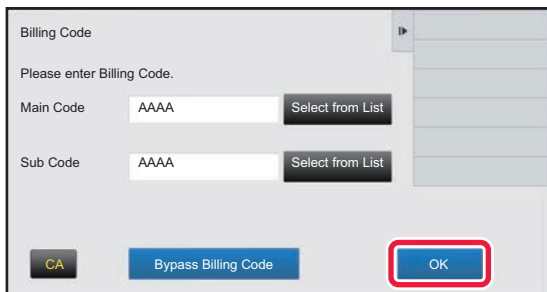 Billing Code
Please enter Billing Code.
Main Code AAAA Select from List
Sub Code AAAA Select from List
CA Bypass Billing Code OK